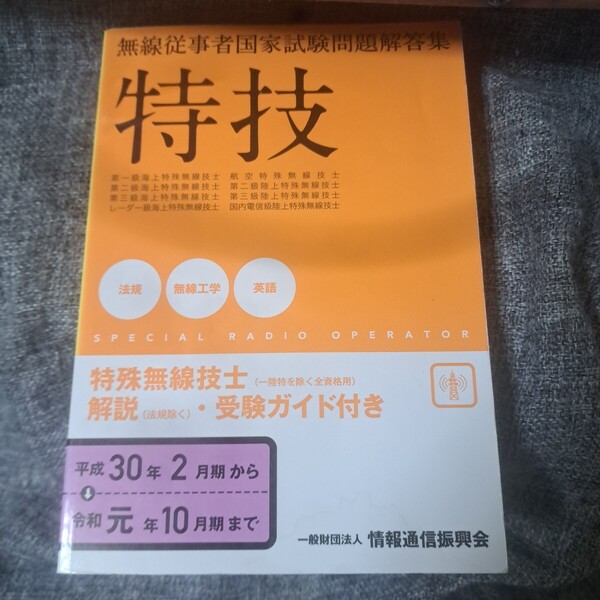 無線従事者国家試験問題解答集
特技
第一級海上特殊無線技士 航空特殊無線技士
第二級海上特殊無線技士 第二級陸上特殊無線技士
第三級海上特殊無線技士 第三級陸上特殊無線技士
レーダー級海上特殊無線技士 国内電信級陸上特殊無線技士
法規 無線工学 英語
SPECIAL RADIO OPERATOR
特殊無線技士(一陸特を除く全資格用)
解説(法規除く)・受験ガイド付き
平成30年2月期から
令和元年10月期まで
一般財団法人 情報通信振興会